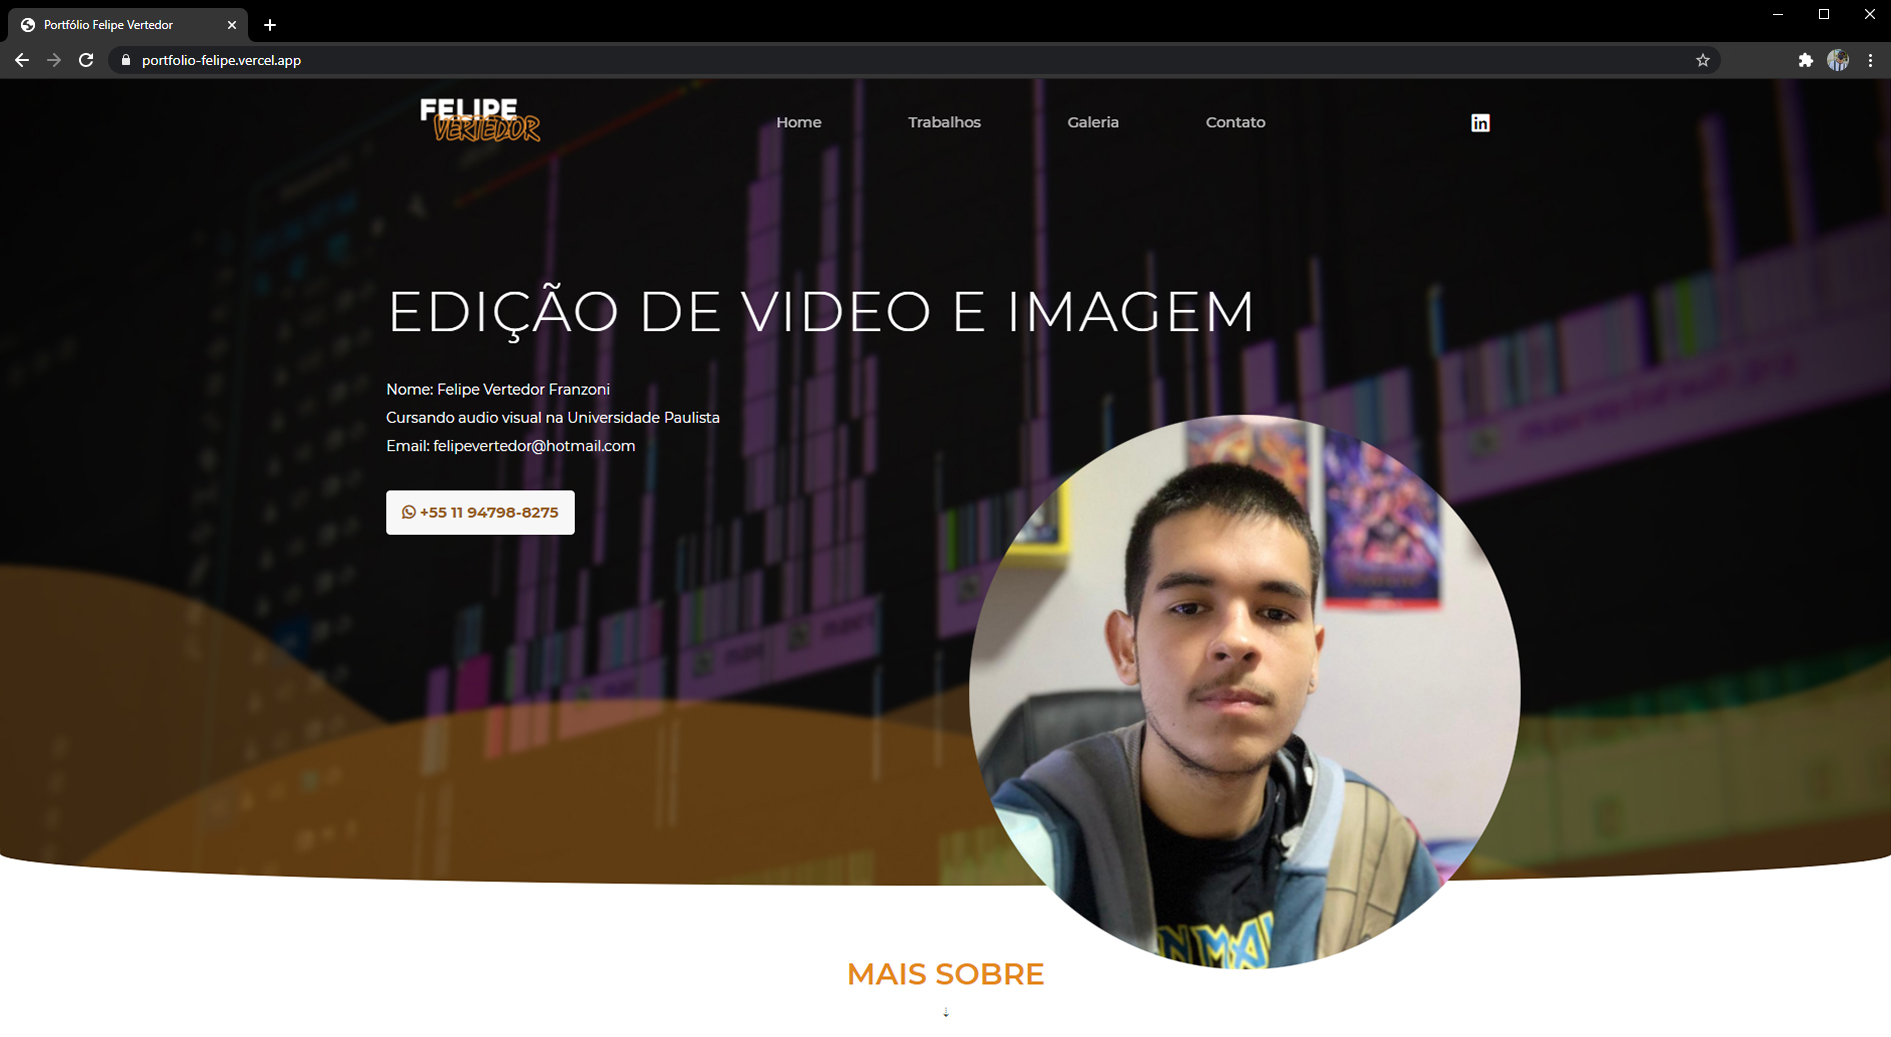 Portfólio Felipe Vertedor
portfolio-felipe.vercel.app
FELIPE
VERTEDOR
Home
Trabalhos
Galeria
Contato
in
EDIÇÃO DE VIDEO E IMAGEM
Nome: Felipe Vertedor Franzoni
Cursando audio visual na Universidade Paulista
Email: felipevertedor@hotmail.com
+55 11 94798-8275
MAIS SOBRE